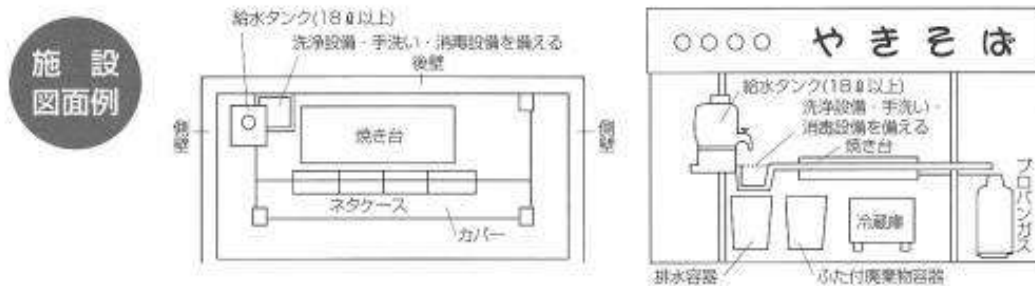 施設
図面例
給水タンク(18ℓ以上)
洗浄設備・手洗い・消毒設備を備える
後壁
側壁
焼き台
側壁
ネタケース
カバー
○○○○ やきそば
給水タンク(18ℓ以上)
洗浄設備・手洗い・
消毒設備を備える
焼き台
プロパンガス
冷蔵庫
排水容器
ふた付廃棄物容器